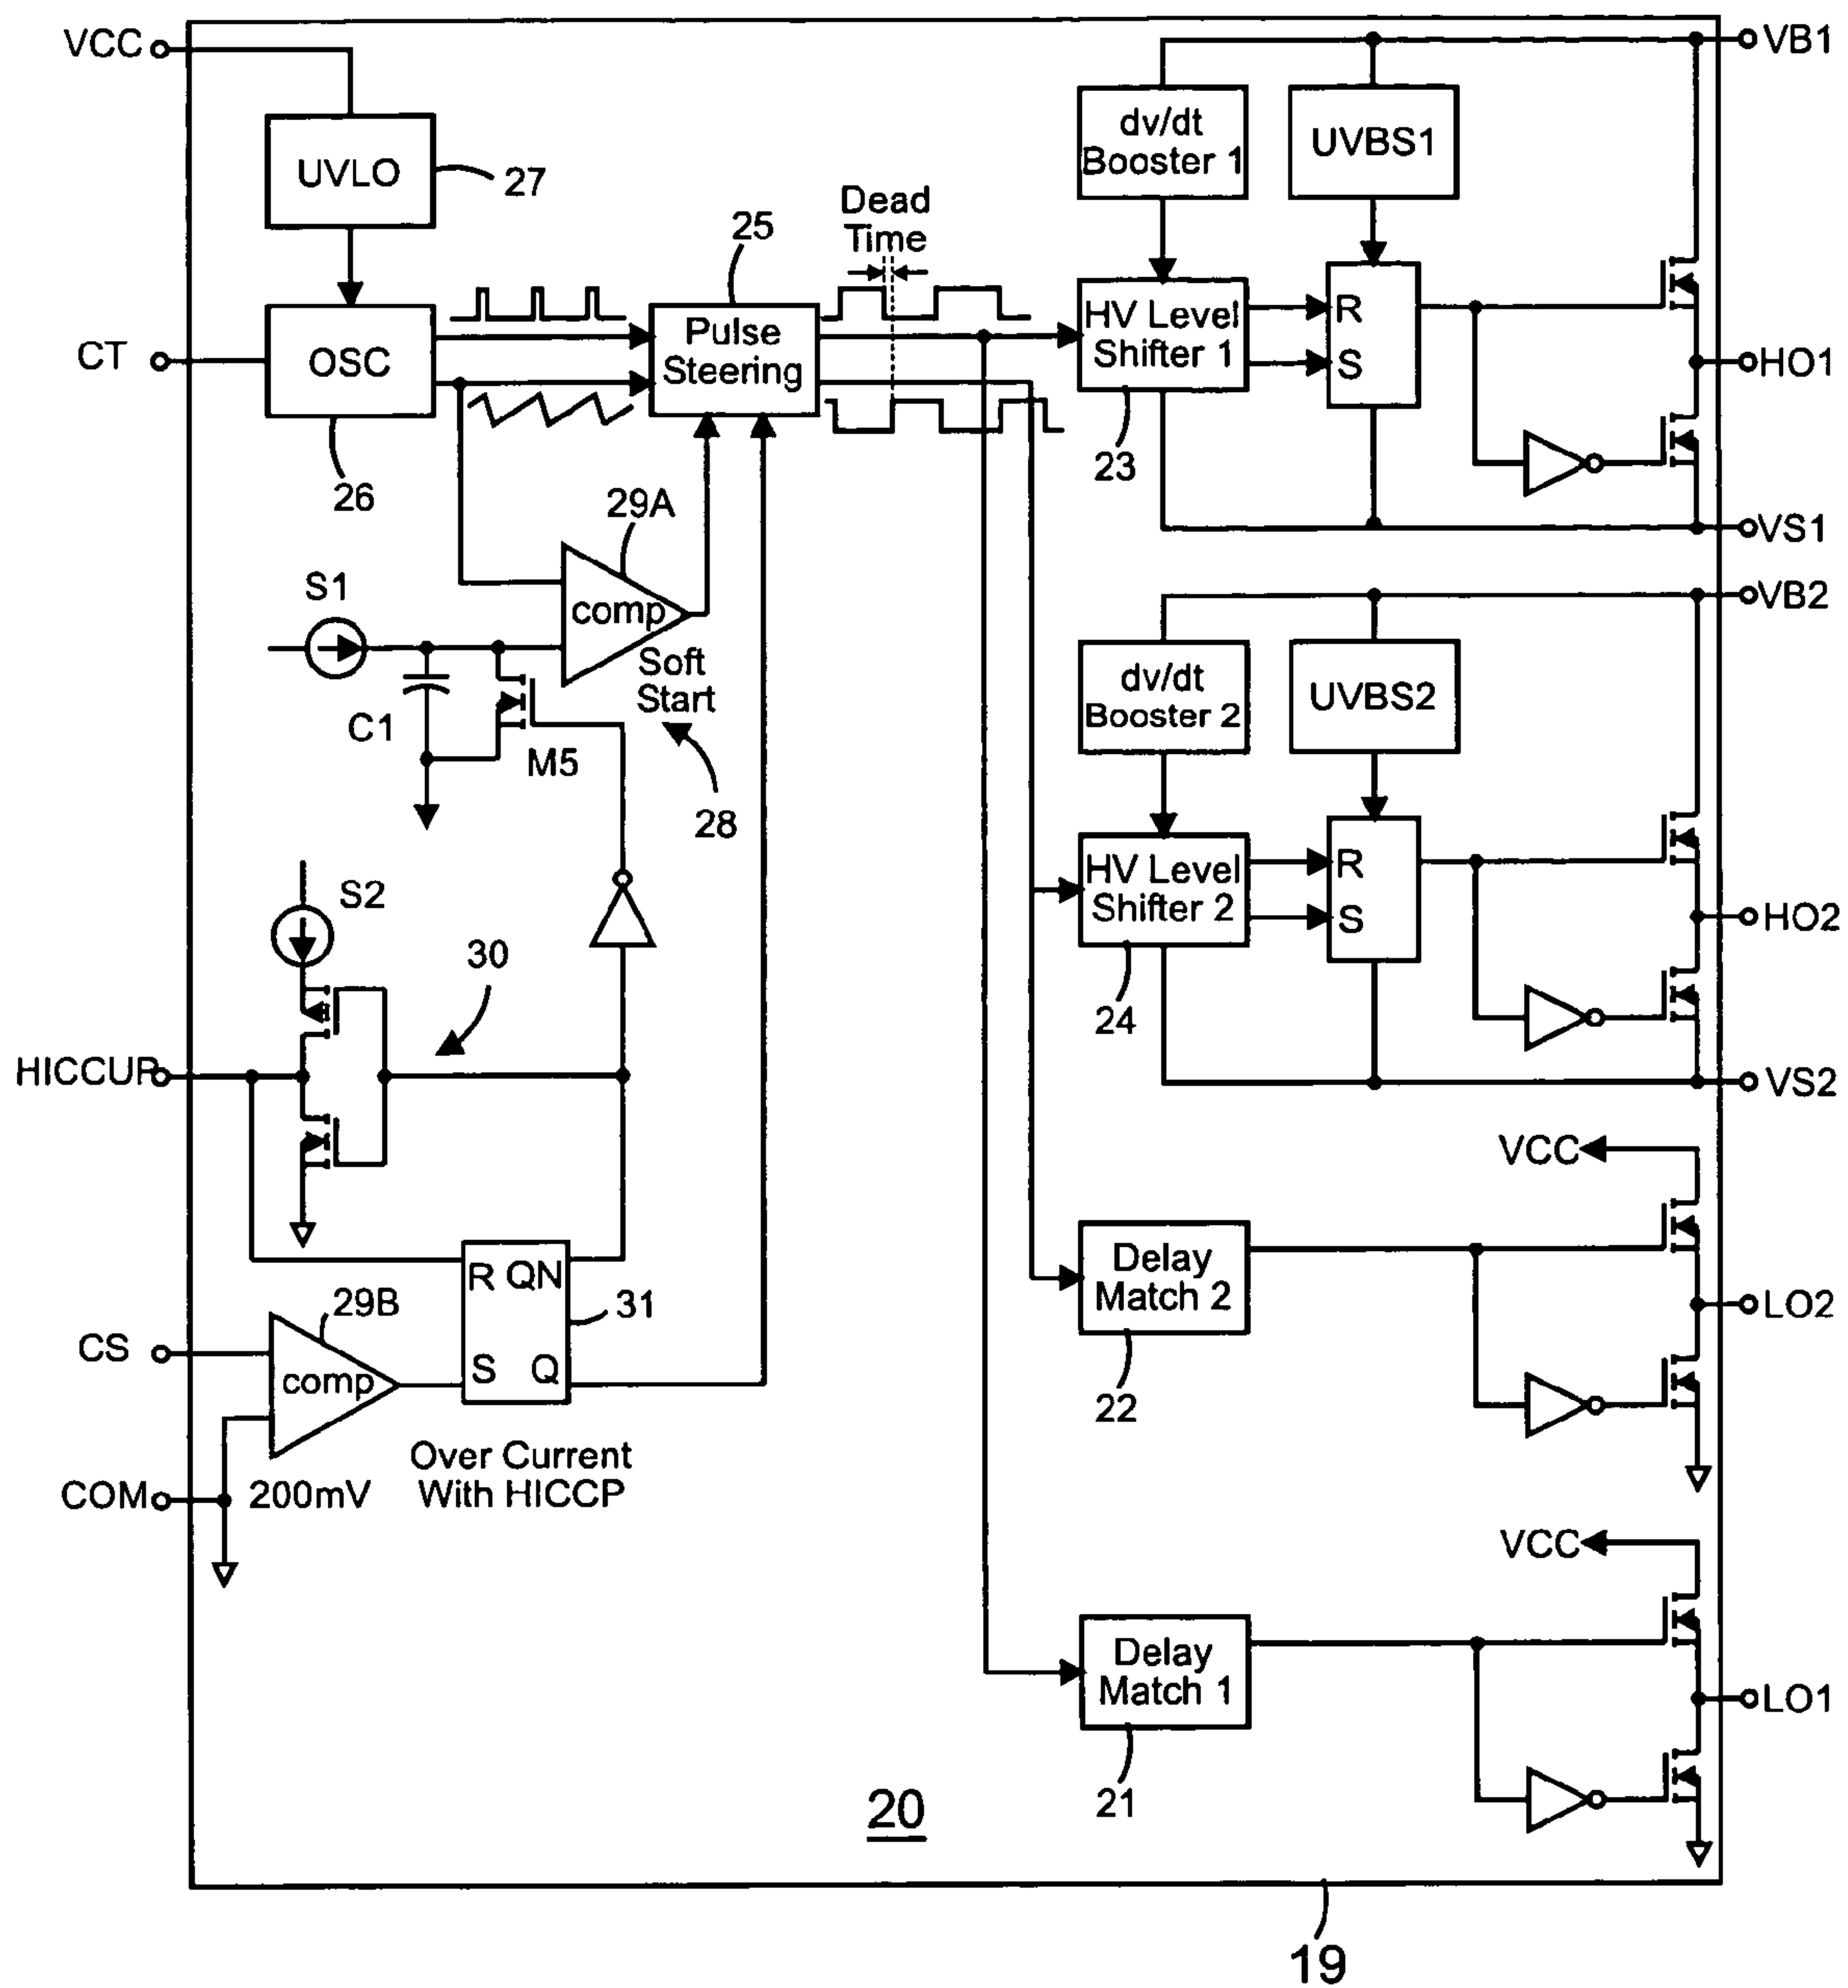 VCC
VB1
dv/dt
Booster 1
UVBS1
UVLO
27
Dead
Time
25
CT
OSC
26
Pulse
Steering
HV Level
Shifter 1
23
R
S
HO1
29A
comp
S1
Soft
Start
C1
M5
28
VS1
VB2
dv/dt
Booster 2
UVBS2
HV Level
Shifter 2
24
R
S
HO2
S2
30
HICCUP
VS2
VCC
R QN
S Q
31
29B
comp
CS
Delay
Match 2
22
LO2
COM
200mV
Over Current
With HICCP
VCC
Delay
Match 1
21
LO1
20
19